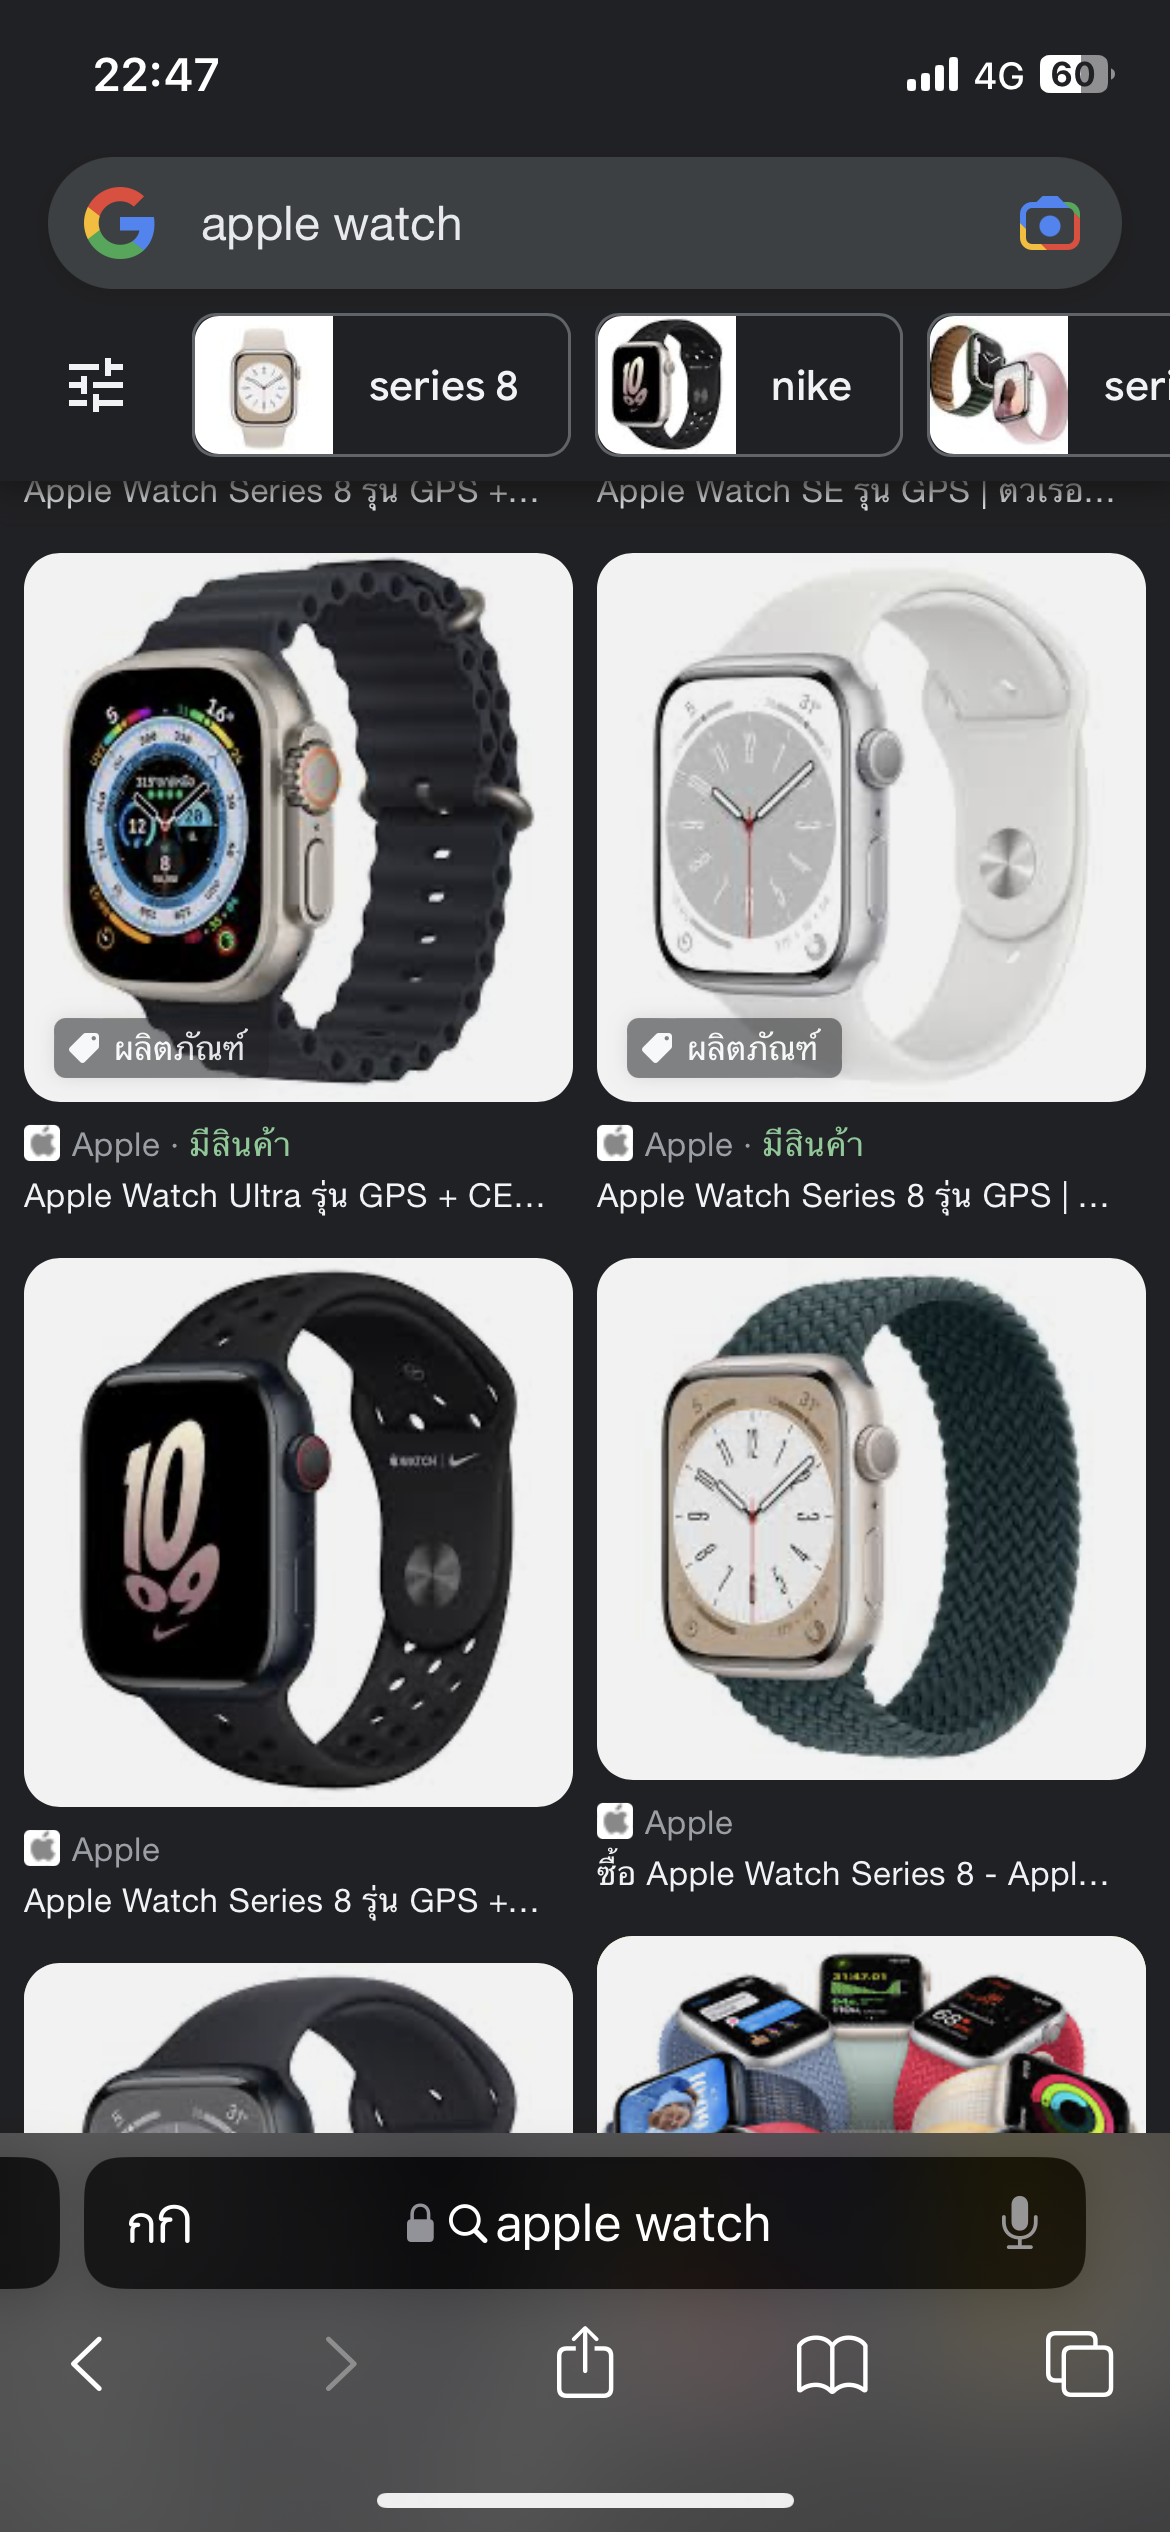 22:47
4G 60
apple watch
series 8
nike
seri
Apple Watch Series 8 รุ่น GPS +...
Apple Watch SE รุ่น GPS | ตัวเรือ...
ผลิตภัณฑ์
ผลิตภัณฑ์
Apple · มีสินค้า
Apple Watch Ultra รุ่น GPS + CE...
Apple · มีสินค้า
Apple Watch Series 8 รุ่น GPS | ...
10
09
WATCH
Apple
Apple Watch Series 8 รุ่น GPS +...
Apple
ซื้อ Apple Watch Series 8 - Appl...
กกิ apple watch